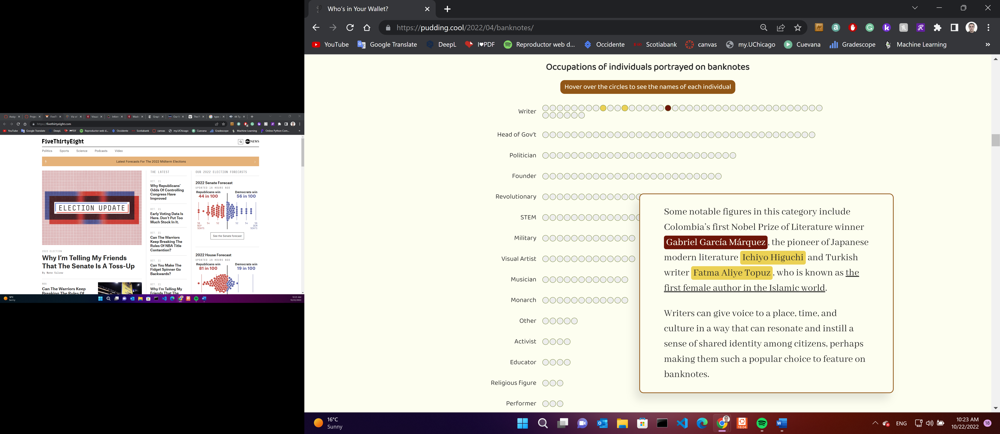 Assig
Projec
FiveTh
Viz of
Visua
Inform
Wash
Graph
Our W
The P
type c
44 Ty
https://fivethirtyeight.com
YouTube
Google Translate
DeepL
I♥PDF
Reproductor web d...
Occidente
Scotiabank
canvas
my.UChicago
Cuevana
Gradescope
Machine Learning
Online Python Com...
»
FiveThirtyEight
abc NEWS
Politics
Sports
Science
Podcasts
Video
Latest Forecasts For The 2022 Midterm Elections
ELECTION UPDATE
2022 ELECTION
Why I’m Telling My Friends
That The Senate Is A Toss-Up
By Nate Silver
NBA
Can The Warriors Keep
Breaking The Rules Of
THE LATEST
OCT. 21
Why Republicans’
Odds Of Controlling
Congress Have
Improved
OCT. 21
Early Voting Data Is
Here. Don’t Put Too
Much Stock In It.
OCT. 21
Can The Warriors
Keep Breaking The
Rules Of NBA Title
Contention?
OCT. 21
Can You Make The
Fidget Spinner Go
Backwards?
OCT. 21
Why I’m Telling My
Friends That The
OUR 2022 ELECTION FORECASTS
2022 Senate Forecast
UPDATED 16 HOURS AGO
Republicans win
44 in 100
Democrats win
56 in 100
56 54 52 52 54 56
REP DEM
SEATS SEATS
See the Senate forecast
2022 House Forecast
UPDATED 16 HOURS AGO
Republicans win
81 in 100
Democrats win
19 in 100
16°C
Sunny
10:23 AM
10/22/2022
Who’s in Your Wallet?
https://pudding.cool/2022/04/banknotes/
YouTube
Google Translate
DeepL
I♥PDF
Reproductor web d...
Occidente
Scotiabank
canvas
my.UChicago
Cuevana
Gradescope
Machine Learning
»
Occupations of individuals portrayed on banknotes
Hover over the circles to see the names of each individual
Writer
Head of Gov't
Politician
Founder
Revolutionary
STEM
Military
Visual Artist
Musician
Monarch
Other
Activist
Educator
Religious figure
Performer
Some notable figures in this category include
Colombia’s first Nobel Prize of Literature winner
Gabriel García Márquez, the pioneer of Japanese
modern literature Ichiyo Higuchi and Turkish
writer Fatma Aliye Topuz, who is known as the
first female author in the Islamic world.
Writers can give voice to a place, time, and
culture in a way that can resonate and instill a
sense of shared identity among citizens, perhaps
making them such a popular choice to feature on
banknotes.
16°C
Sunny
18.04
ENG
10:23 AM
10/22/2022
18